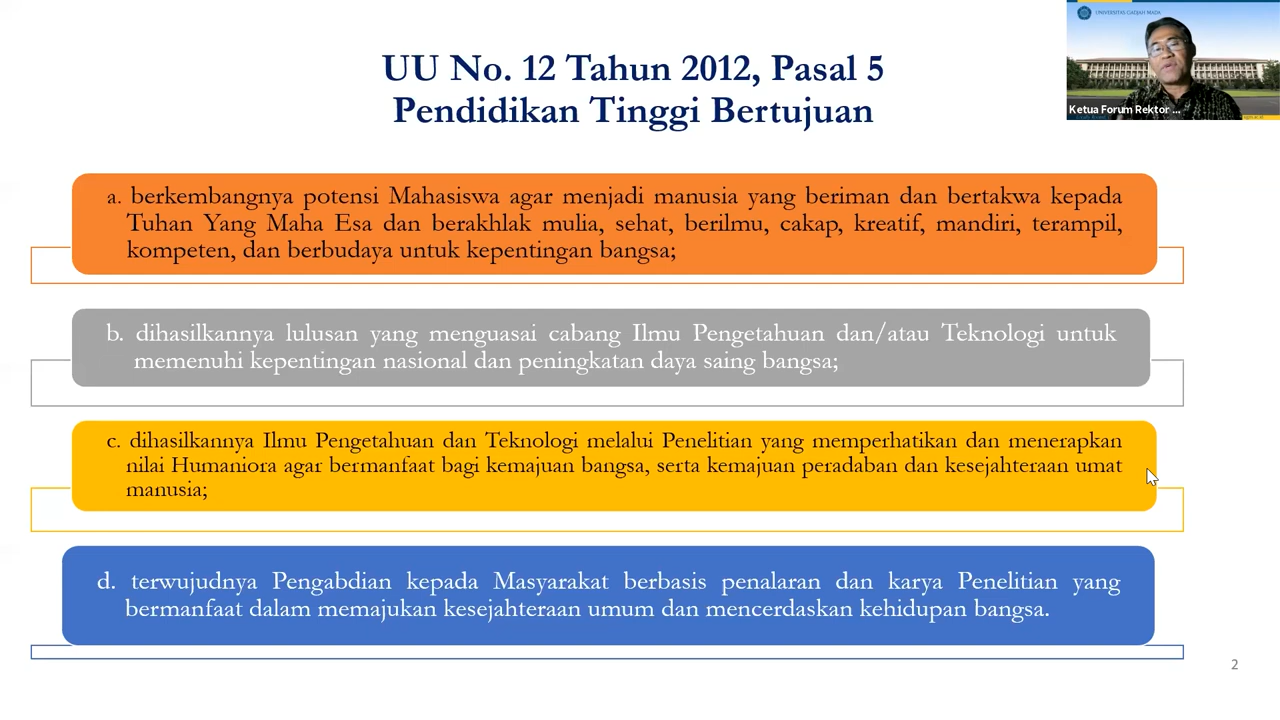 UNIVERSITAS GADJAH MADA
UU No. 12 Tahun 2012, Pasal 5
Pendidikan Tinggi Bertujuan
Ketua Forum Rektor ...
a. berkembangnya potensi Mahasiswa agar menjadi manusia yang beriman dan bertakwa kepada
Tuhan Yang Maha Esa dan berakhlak mulia, sehat, berilmu, cakap, kreatif, mandiri, terampil,
kompeten, dan berbudaya untuk kepentingan bangsa;
b. dihasilkannya lulusan yang menguasai cabang Ilmu Pengetahuan dan/atau Teknologi untuk
memenuhi kepentingan nasional dan peningkatan daya saing bangsa;
c. dihasilkannya Ilmu Pengetahuan dan Teknologi melalui Penelitian yang memperhatikan dan menerapkan
nilai Humaniora agar bermanfaat bagi kemajuan bangsa, serta kemajuan peradaban dan kesejahteraan umat
manusia;
d. terwujudnya Pengabdian kepada Masyarakat berbasis penalaran dan karya Penelitian yang
bermanfaat dalam memajukan kesejahteraan umum dan mencerdaskan kehidupan bangsa.
2